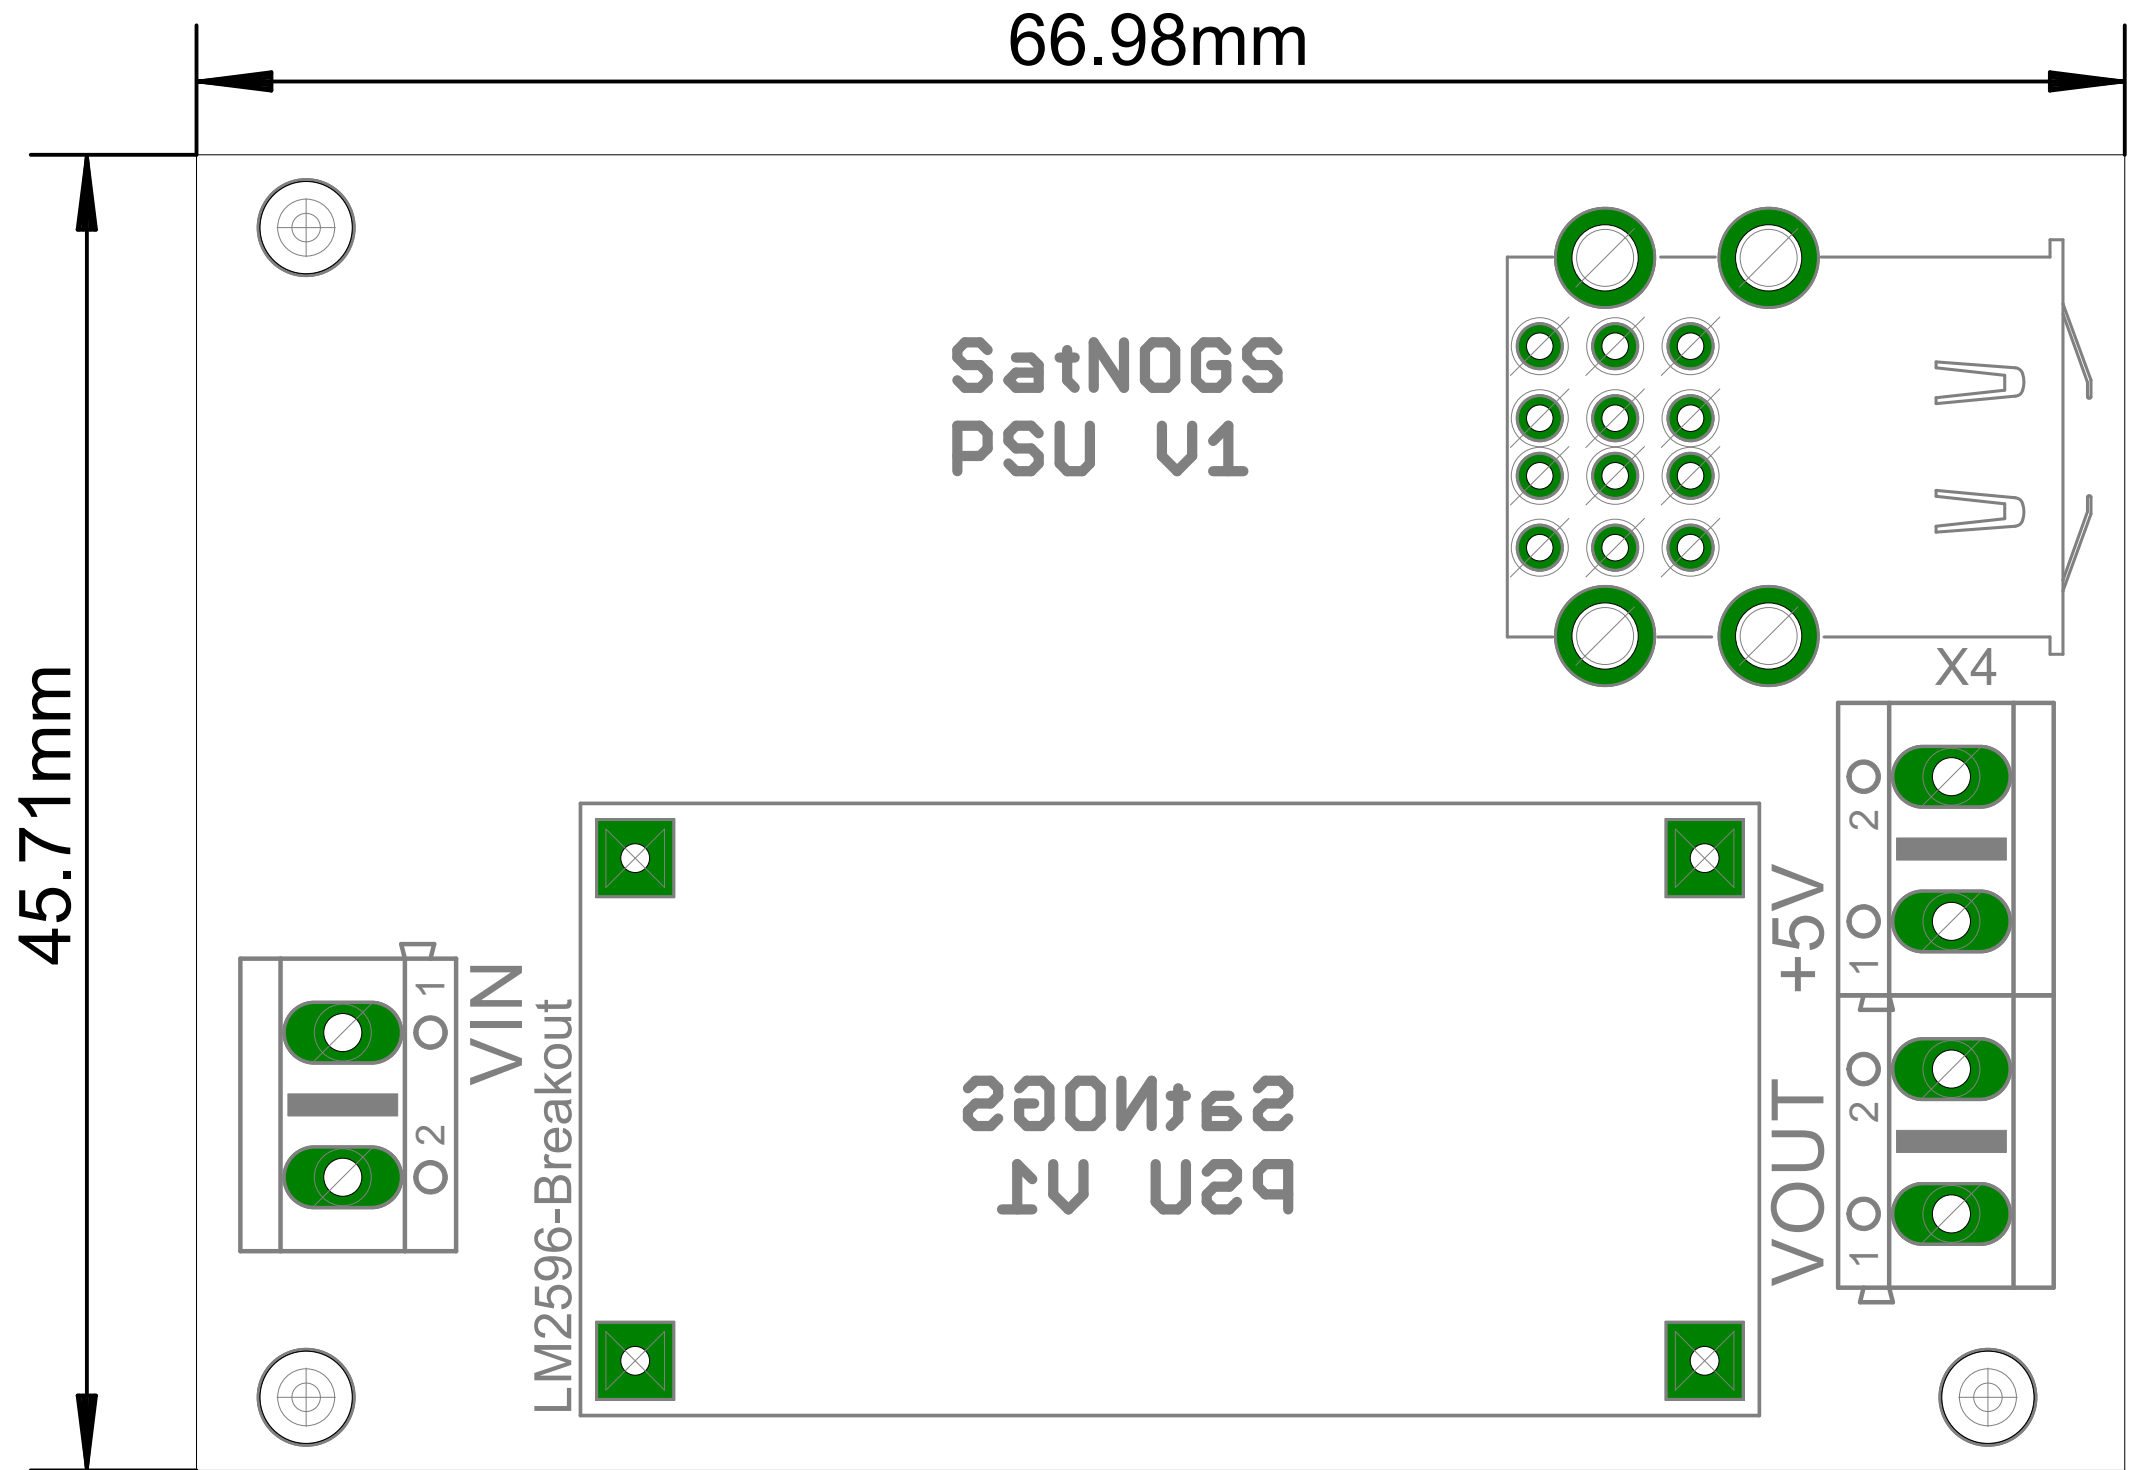 66.98mm
45.71mm
SatNOGS
PSU V1
X4
2
1
+5V
VIN
1
2
LM2596-Breakout
SatNOGS
PSU V1
VOUT
2
1